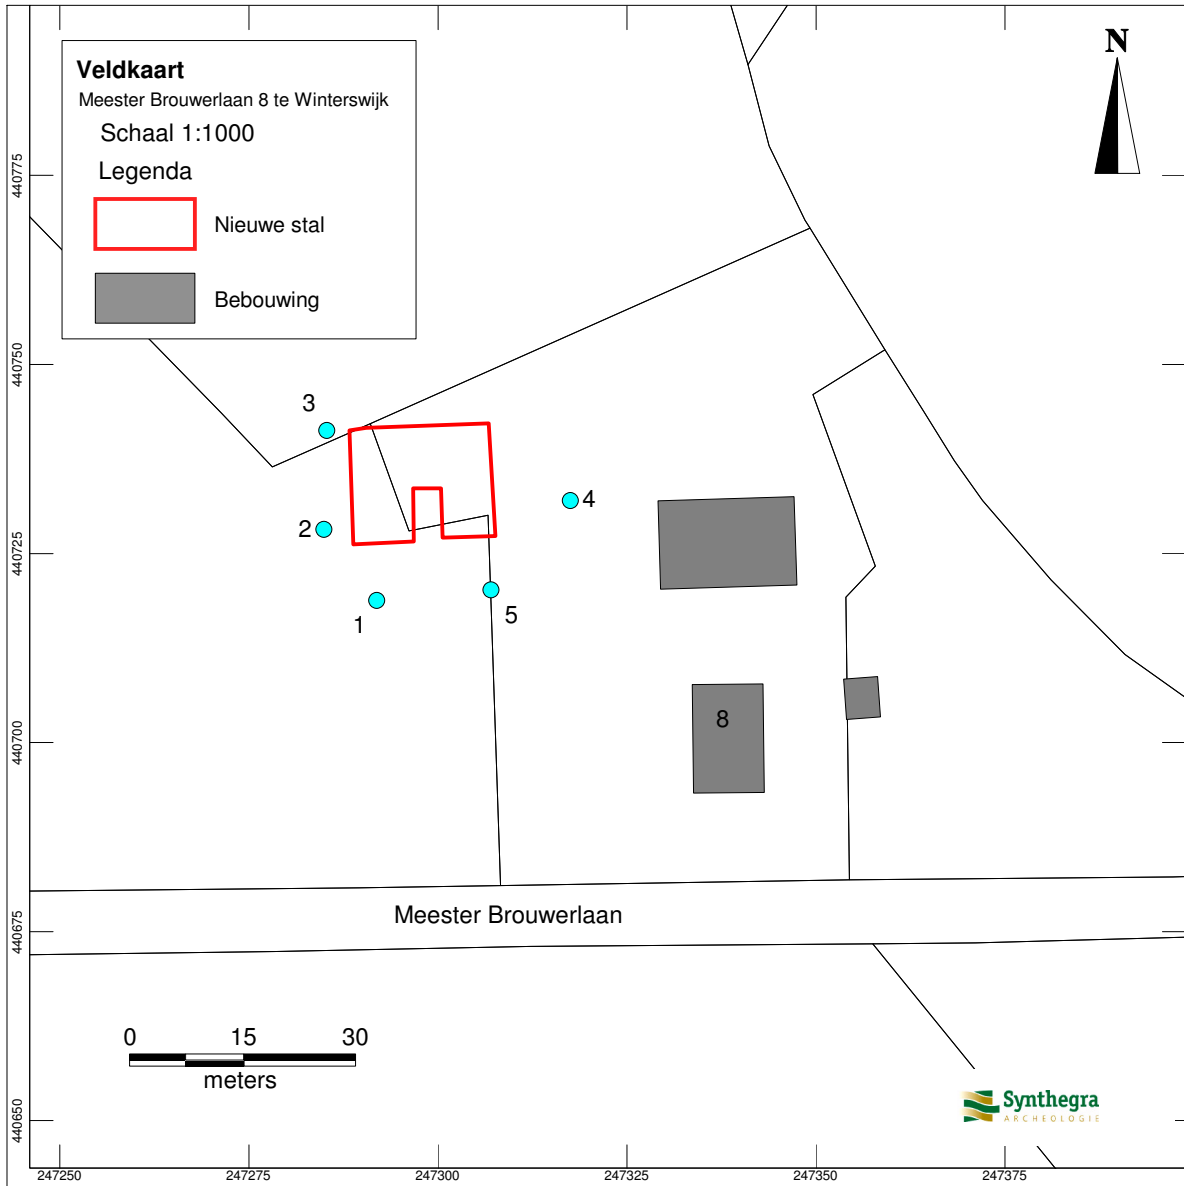 N
Veldkaart
Meester Brouwerlaan 8 te Winterswijk
Schaal 1:1000
Legenda
Nieuwe stal
Bebouwing
440775
440750
440725
440700
440675
440650
3
4
2
1
5
8
Meester Brouwerlaan
0 15 30
meters
Synthegra
ARCHEOLOGIE
247250 247275 247300 247325 247350 247375